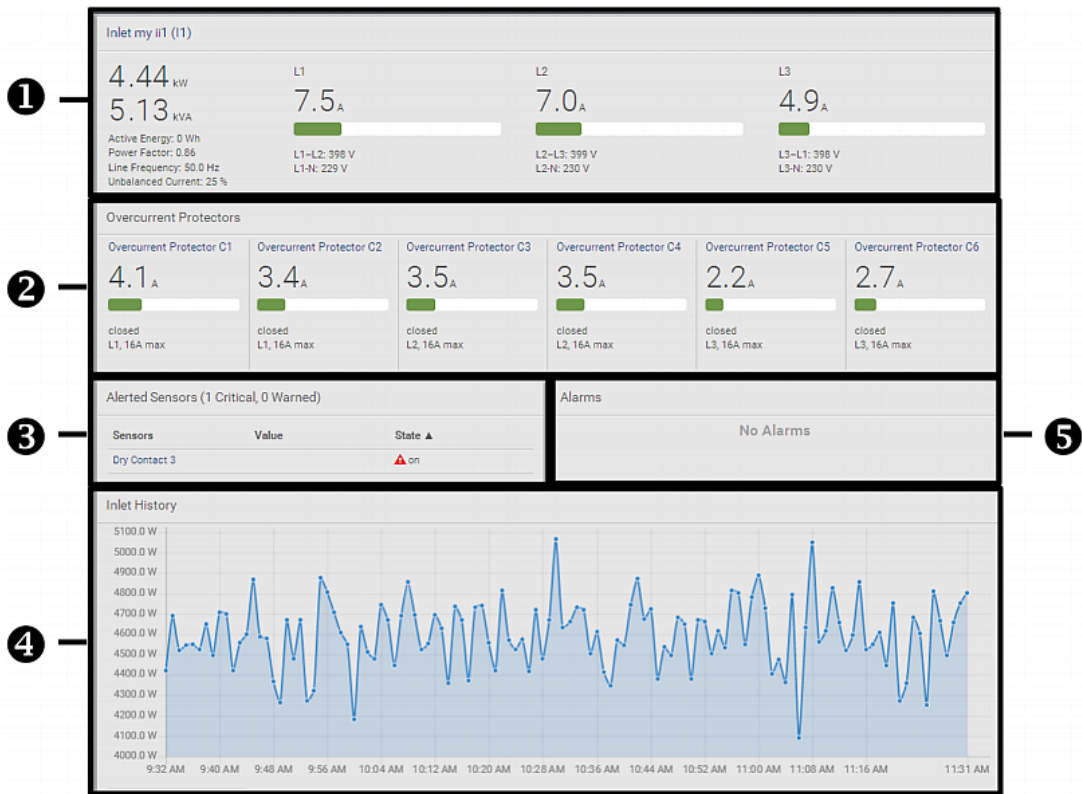 ❶
Inlet my ii1 (I1)
4.44 kW
5.13 kVA
Active Energy: 0 Wh
Power Factor: 0.86
Line Frequency: 50.0 Hz
Unbalanced Current: 25 %
L1
7.5 A
L1–L2: 398 V
L1-N: 229 V
L2
7.0 A
L2–L3: 399 V
L2-N: 230 V
L3
4.9 A
L3–L1: 398 V
L3-N: 230 V
❷
Overcurrent Protectors
Overcurrent Protector C1
4.1 A
closed
L1, 16A max
Overcurrent Protector C2
3.4 A
closed
L1, 16A max
Overcurrent Protector C3
3.5 A
closed
L2, 16A max
Overcurrent Protector C4
3.5 A
closed
L2, 16A max
Overcurrent Protector C5
2.2 A
closed
L3, 16A max
Overcurrent Protector C6
2.7 A
closed
L3, 16A max
❸
Alerted Sensors (1 Critical, 0 Warned)
Sensors Value State ▲
Dry Contact 3 on
Alarms
No Alarms
❺
❹
Inlet History
5100.0 W
5000.0 W
4900.0 W
4800.0 W
4700.0 W
4600.0 W
4500.0 W
4400.0 W
4300.0 W
4200.0 W
4100.0 W
4000.0 W
9:32 AM 9:40 AM 9:48 AM 9:56 AM 10:04 AM 10:12 AM 10:20 AM 10:28 AM 10:36 AM 10:44 AM 10:52 AM 11:00 AM 11:08 AM 11:16 AM 11:31 AM